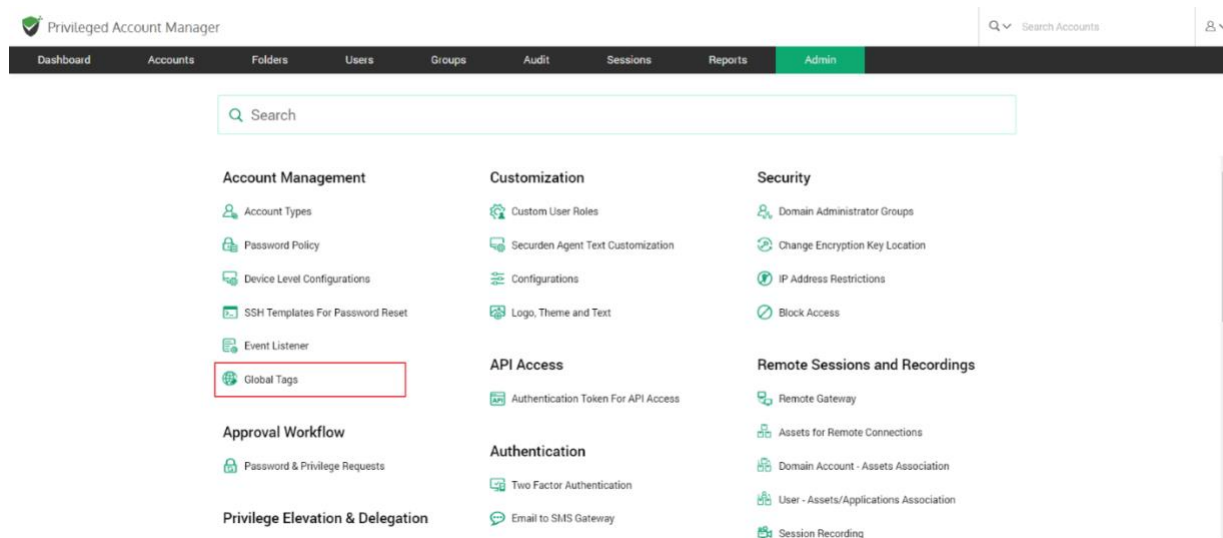 Privileged Account Manager
Search Accounts
Dashboard Accounts Folders Users Groups Audit Sessions Reports Admin
Search
Account Management
Account Types
Password Policy
Device Level Configurations
SSH Templates For Password Reset
Event Listener
Global Tags
Approval Workflow
Password & Privilege Requests
Privilege Elevation & Delegation
Customization
Custom User Roles
Securden Agent Text Customization
Configurations
Logo, Theme and Text
API Access
API
Authentication Token For API Access
Authentication
Two Factor Authentication
Email to SMS Gateway
Security
Domain Administrator Groups
Change Encryption Key Location
IP Address Restrictions
Block Access
Remote Sessions and Recordings
Remote Gateway
Assets for Remote Connections
Domain Account - Assets Association
User - Assets/Applications Association
Session Recording